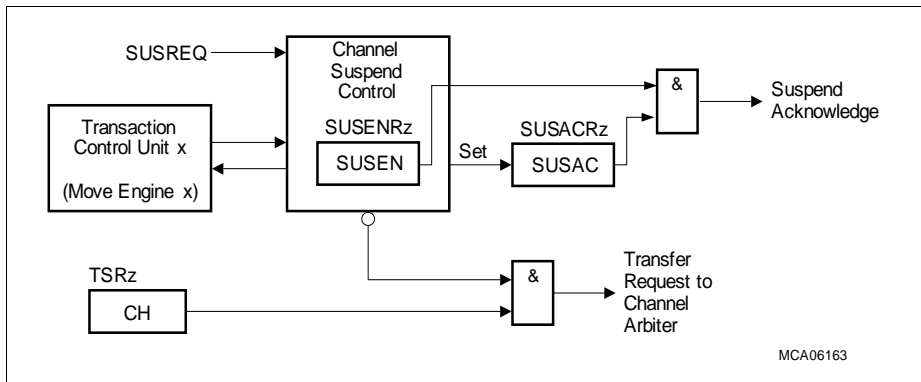 SUSREQ
Channel
Suspend
Control
SUSENRz
SUSEN
Transaction
Control Unit x
(Move Engine x)
Set
SUSACRz
SUSAC
&
Suspend
Acknowledge
TSRz
CH
&
Transfer
Request to
Channel
Arbiter
MCA06163